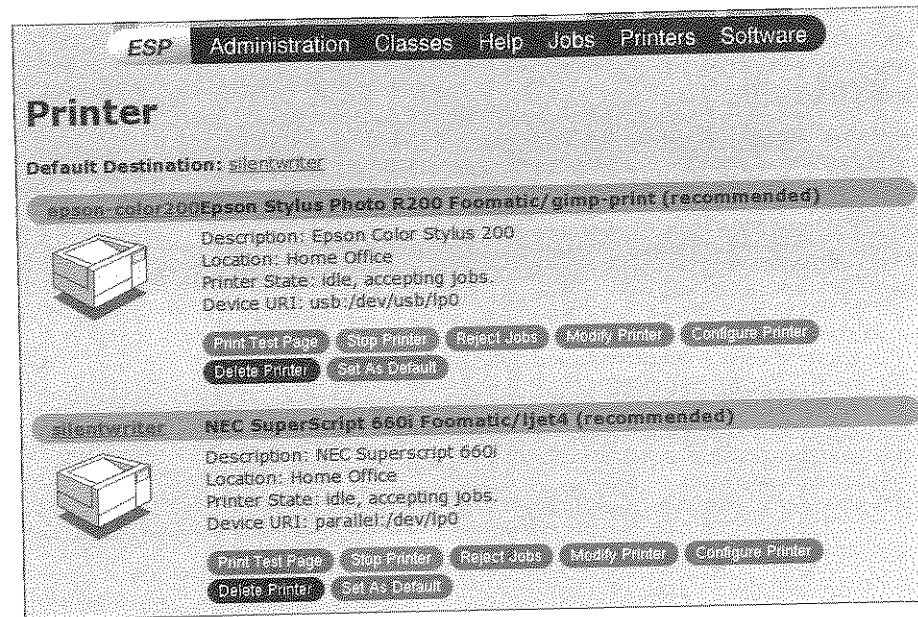 ESP Administration Classes Help Jobs Printers Software
Printer
Default Destination: silentwriter
epson-color200 Epson Stylus Photo R200 Foomatic/gimp-print (recommended)
Description: Epson Color Stylus 200
Location: Home Office
Printer State: idle, accepting jobs.
Device URI: usb:/dev/usb/lp0
Print Test Page Stop Printer Reject Jobs Modify Printer Configure Printer
Delete Printer Set As Default
silentwriter NEC SuperScript 660i Foomatic/ljet4 (recommended)
Description: NEC Superscript 660i
Location: Home Office
Printer State: idle, accepting jobs.
Device URI: parallel:/dev/lp0
Print Test Page Stop Printer Reject Jobs Modify Printer Configure Printer
Delete Printer Set As Default